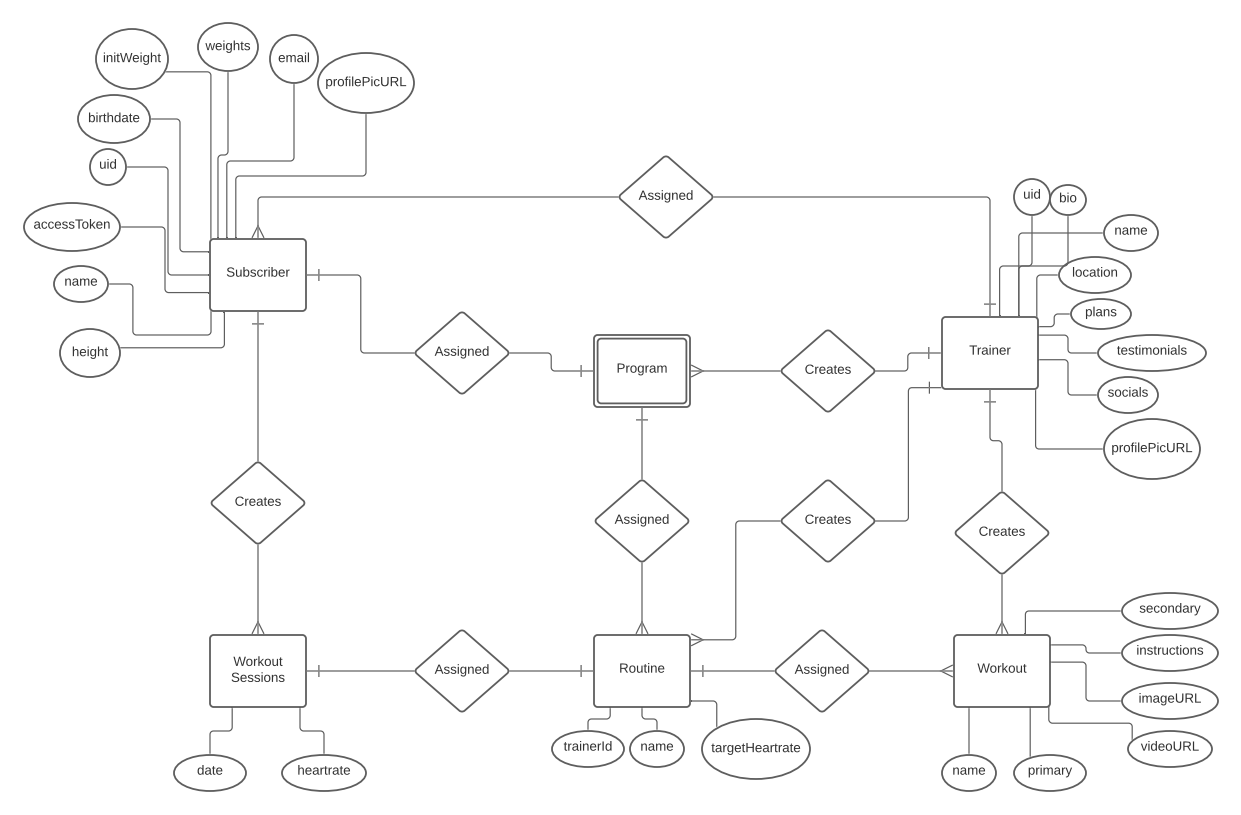 initWeight
weights
email
profilePicURL
birthdate
uid
accessToken
name
height
Subscriber
Assigned
uid
bio
name
location
plans
testimonials
socials
profilePicURL
Trainer
Assigned
Program
Creates
Creates
Assigned
Creates
Creates
Workout
Sessions
Assigned
Routine
Assigned
Workout
secondary
instructions
imageURL
videoURL
date
heartrate
trainerId
name
targetHeartrate
name
primary